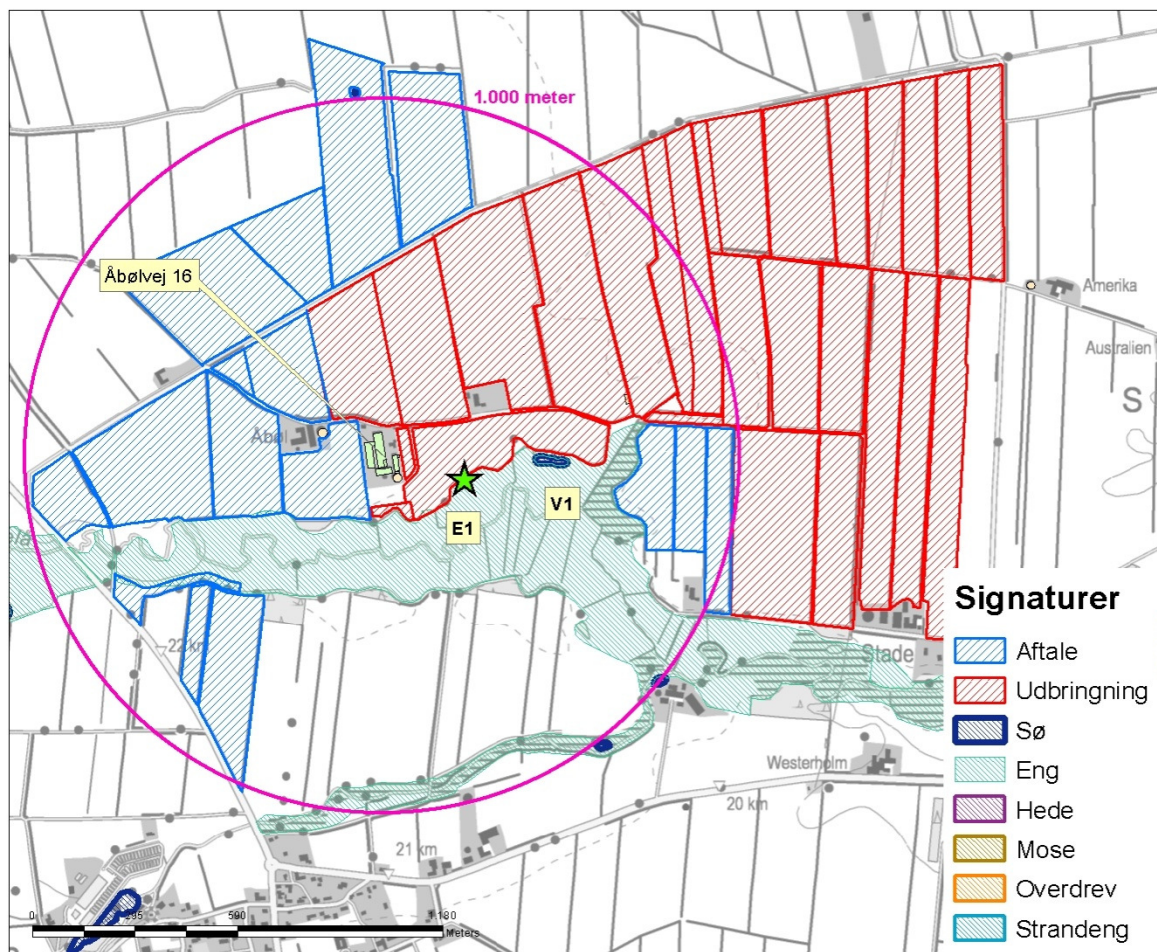 1.000 meter
Åbølvej 16
Amerika
Australien
S
Åbøl
V1
E1
22 km
Stade
Westerholm
20 km
21 km
0
295
590
1.180
Meters
Signaturer
Aftale
Udbringning
Sø
Eng
Hede
Mose
Overdrev
Strandeng